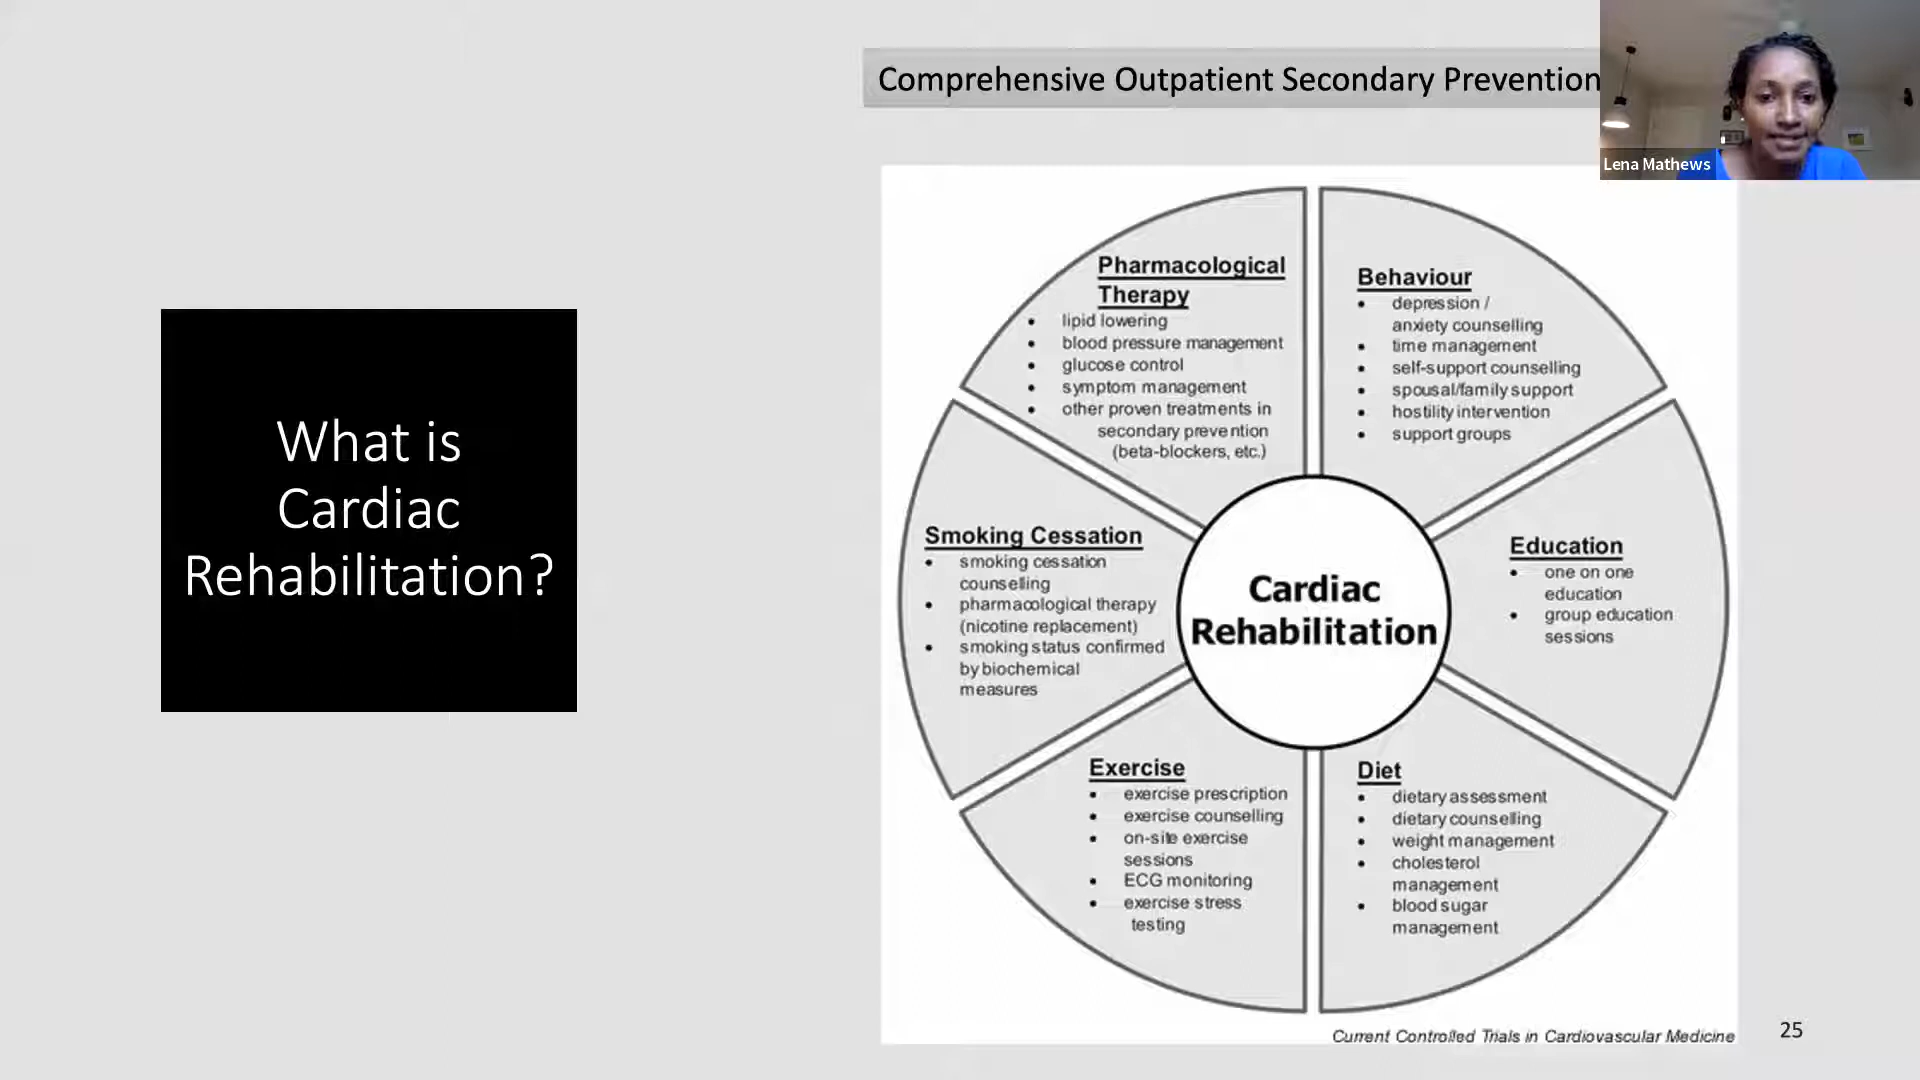 Comprehensive Outpatient Secondary Prevention
Lena Mathews
What is
Cardiac
Rehabilitation?
Pharmacological
Therapy
• lipid lowering
• blood pressure management
• glucose control
• symptom management
• other proven treatments in
secondary prevention
(beta-blockers, etc.)
Behaviour
• depression /
anxiety counselling
• time management
• self-support counselling
• spousal/family support
• hostility intervention
• support groups
Smoking Cessation
• smoking cessation
counselling
• pharmacological therapy
(nicotine replacement)
• smoking status confirmed
by biochemical
measures
Cardiac
Rehabilitation
Education
• one on one
education
• group education
sessions
Exercise
• exercise prescription
• exercise counselling
• on-site exercise
sessions
• ECG monitoring
• exercise stress
testing
Diet
• dietary assessment
• dietary counselling
• weight management
• cholesterol
management
• blood sugar
management
Current Controlled Trials in Cardiovascular Medicine
25